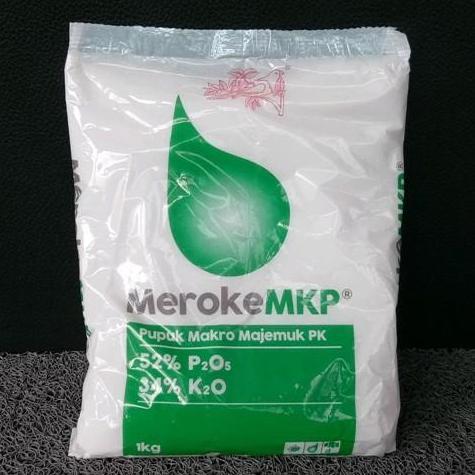 MerokeMKP®
Pupuk Makro Majemuk PK
52% P₂O₅
34% K₂O
1kg